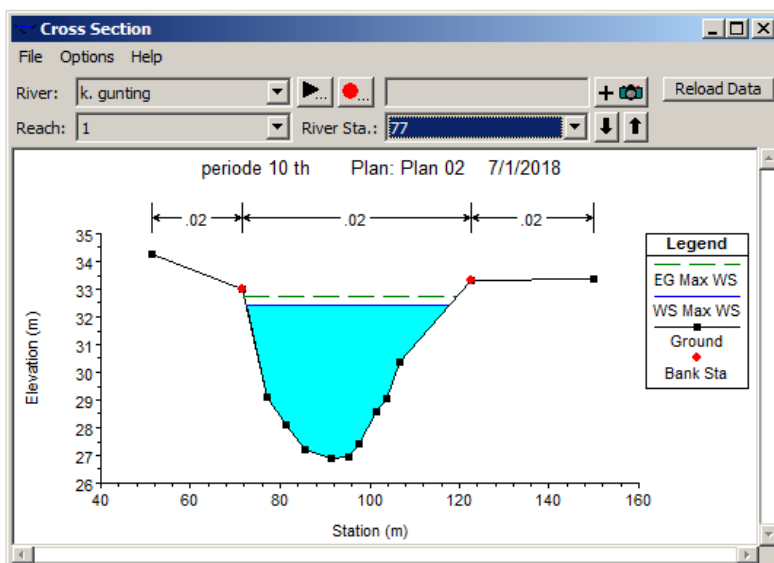 Cross Section
File Options Help
River: k. gunting ... ... + Reload Data
Reach: 1 River Sta.: 77
periode 10 th Plan: Plan 02 7/1/2018
.02 .02 .02
Legend
EG Max WS
WS Max WS
Ground
Bank Sta
Elevation (m)
35
34
33
32
31
30
29
28
27
26
40 60 80 100 120 140 160
Station (m)